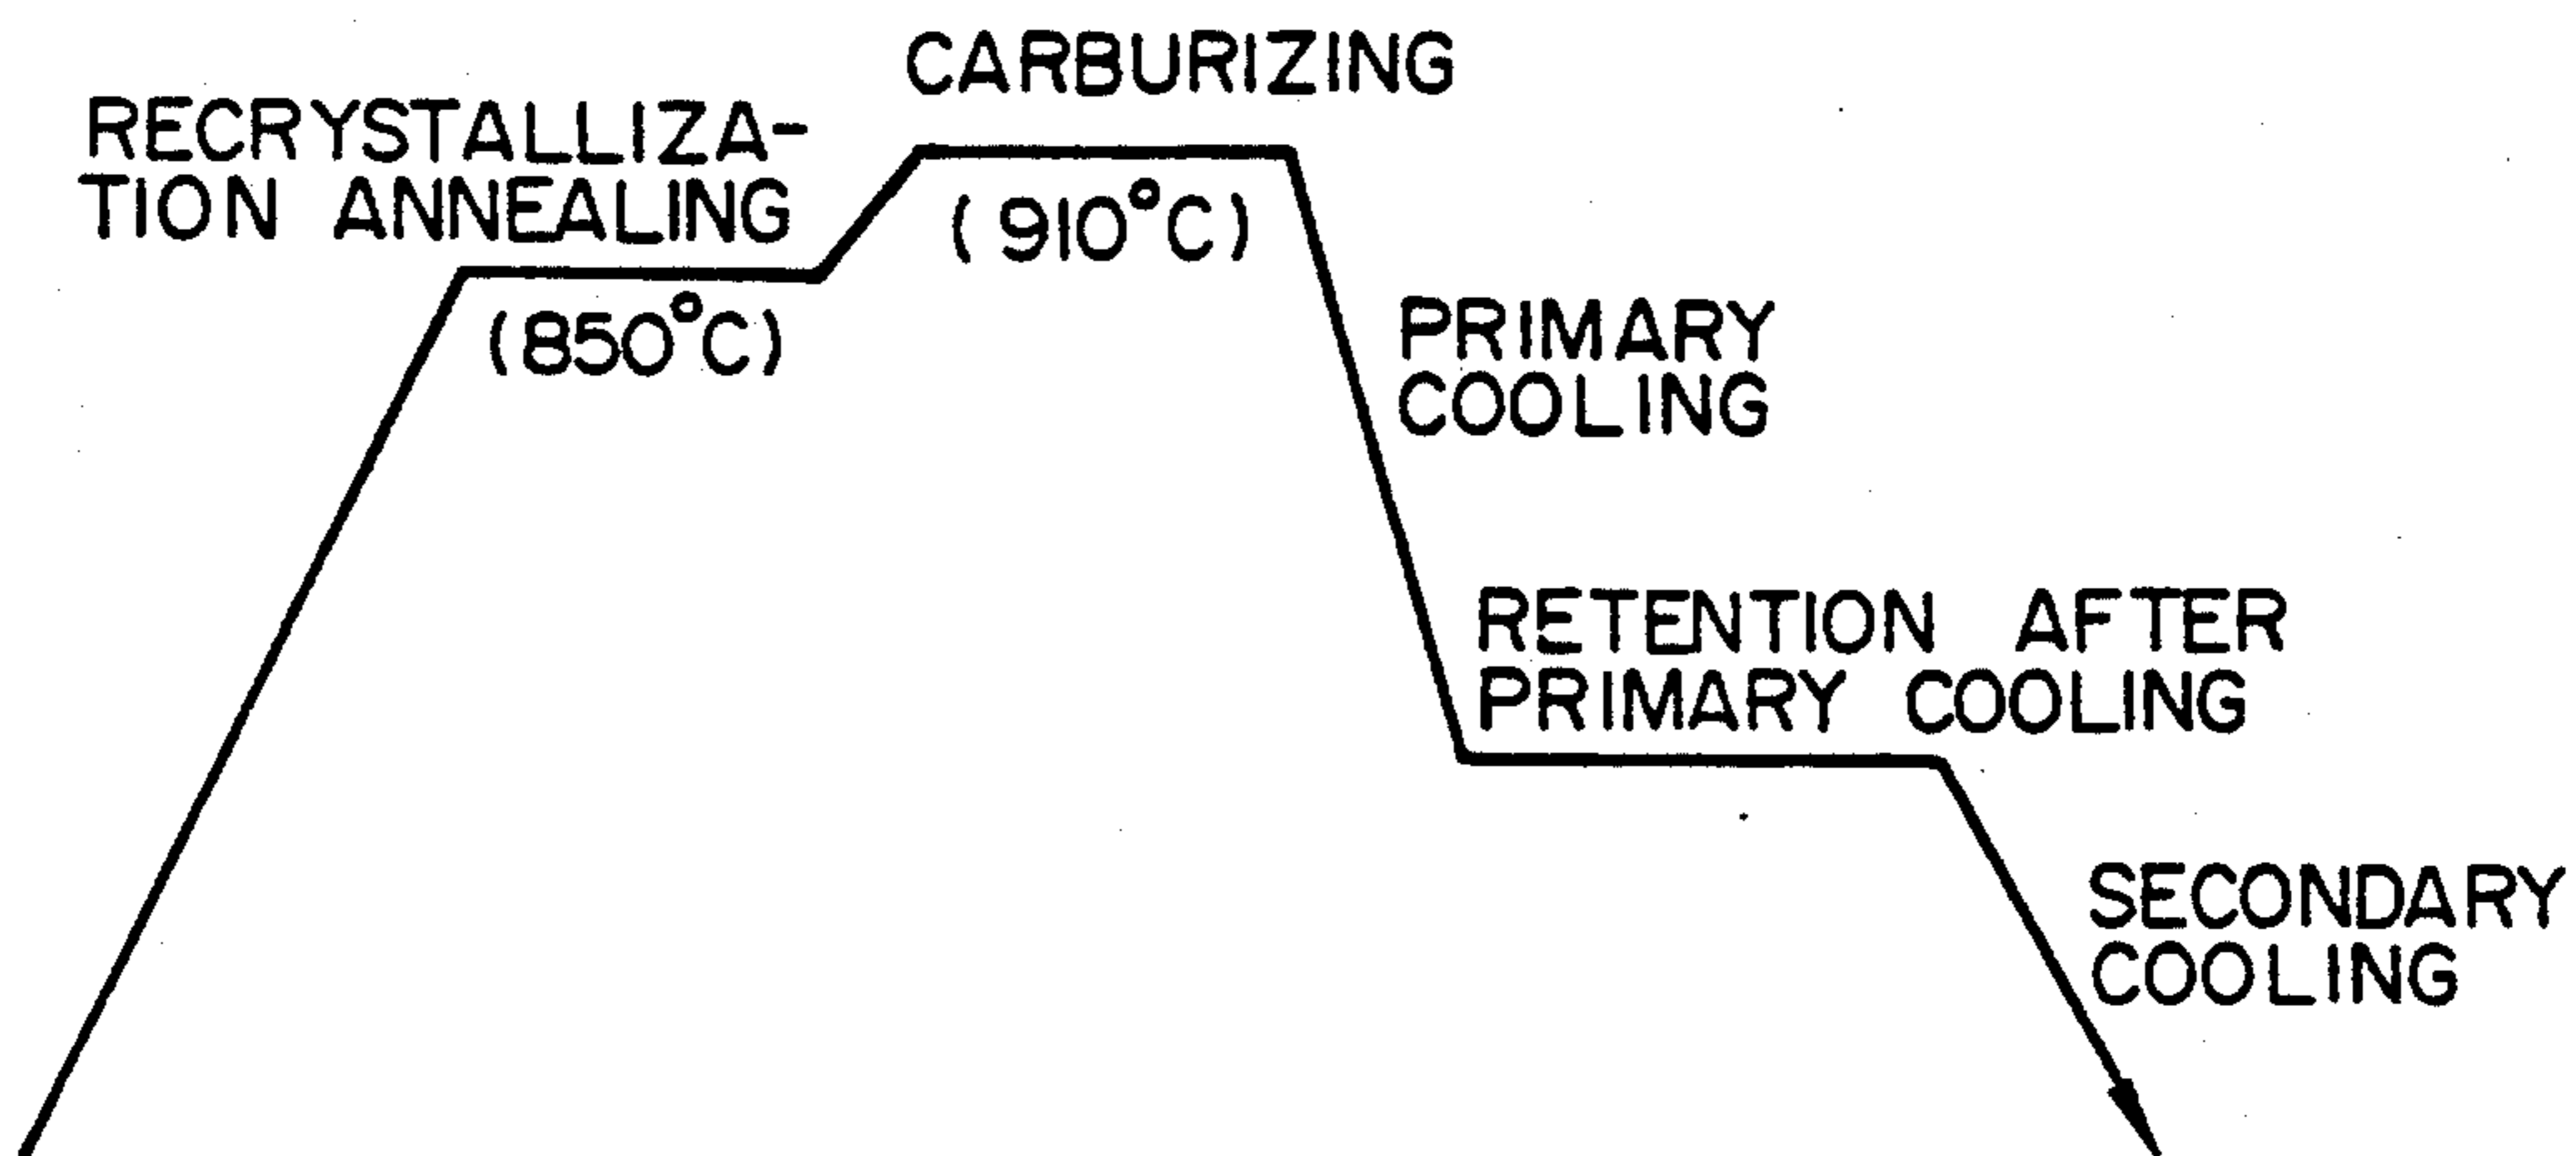 CARBURIZING
RECRYSTALLIZA-
TION ANNEALING
(910°C)
(850°C)
PRIMARY
COOLING
RETENTION AFTER
PRIMARY COOLING
SECONDARY
COOLING